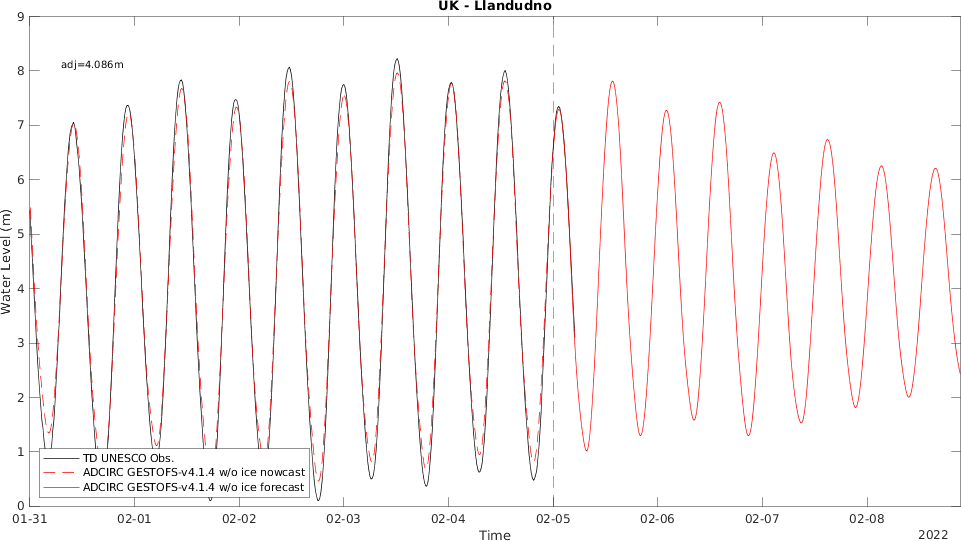 UK - Llandudno
adj=4.086m
9
8
7
6
5
4
3
2
1
0
Water Level (m)
TD UNESCO Obs.
ADCIRC GESTOFS-v4.1.4 w/o ice nowcast
ADCIRC GESTOFS-v4.1.4 w/o ice forecast
01-31 02-01 02-02 02-03 02-04 02-05 02-06 02-07 02-08
Time
2022